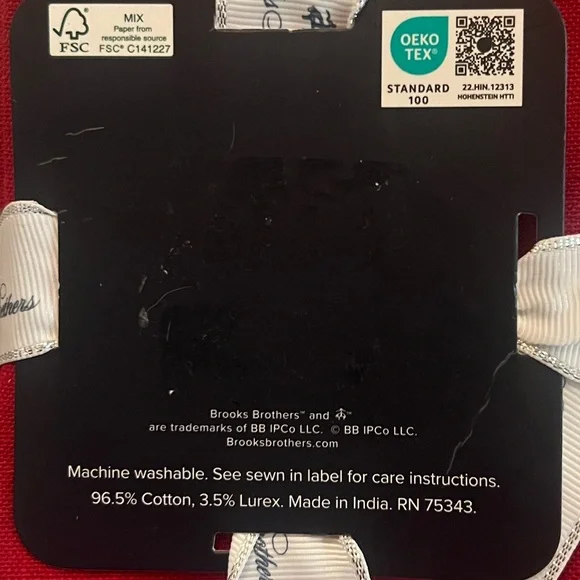 FSC
MIX
Paper from
responsible source
FSC® C141227
OEKO
TEX®
STANDARD
100
22.HIN.12313
HOHENSTEIN HTTI
Brooks Brothers™ and ™
are trademarks of BB IPCo LLC. © BB IPCo LLC.
Brooksbrothers.com
Machine washable. See sewn in label for care instructions.
96.5% Cotton, 3.5% Lurex. Made in India. RN 75343.